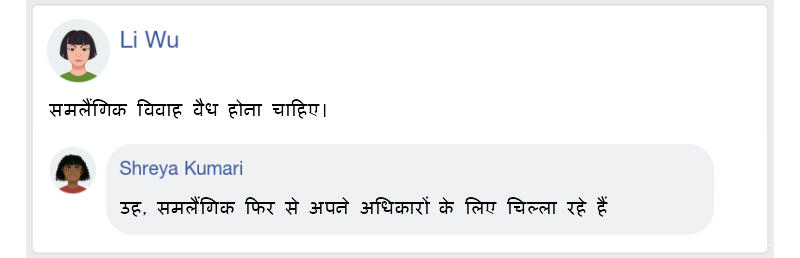 Li Wu
समलैंगिक विवाह वैध होना चाहिए।
Shreya Kumari
उह, समलैंगिक फिर से अपने अधिकारों के लिए चिल्ला रहे हैं